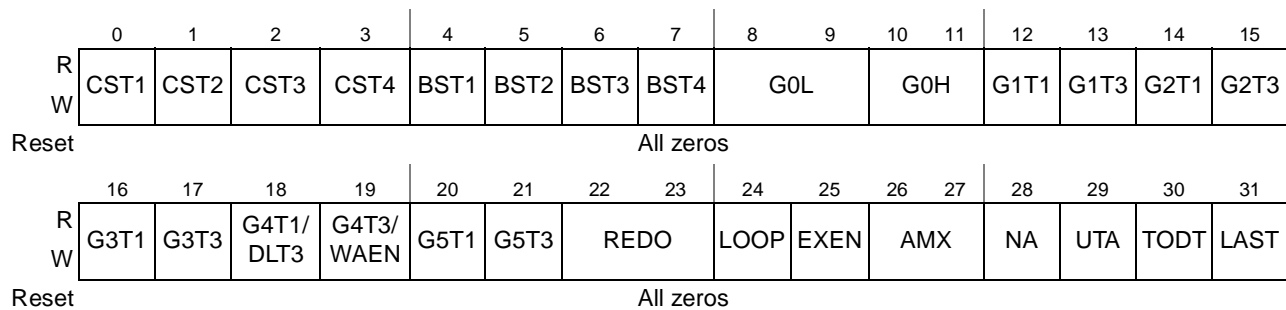 0 1 2 3 4 5 6 7 8 9 10 11 12 13 14 15
R
W
CST1 CST2 CST3 CST4 BST1 BST2 BST3 BST4 G0L G0H G1T1 G1T3 G2T1 G2T3
Reset All zeros
16 17 18 19 20 21 22 23 24 25 26 27 28 29 30 31
R
W
G3T1 G3T3 G4T1/ DLT3 G4T3/ WAEN G5T1 G5T3 REDO LOOP EXEN AMX NA UTA TODT LAST
Reset All zeros